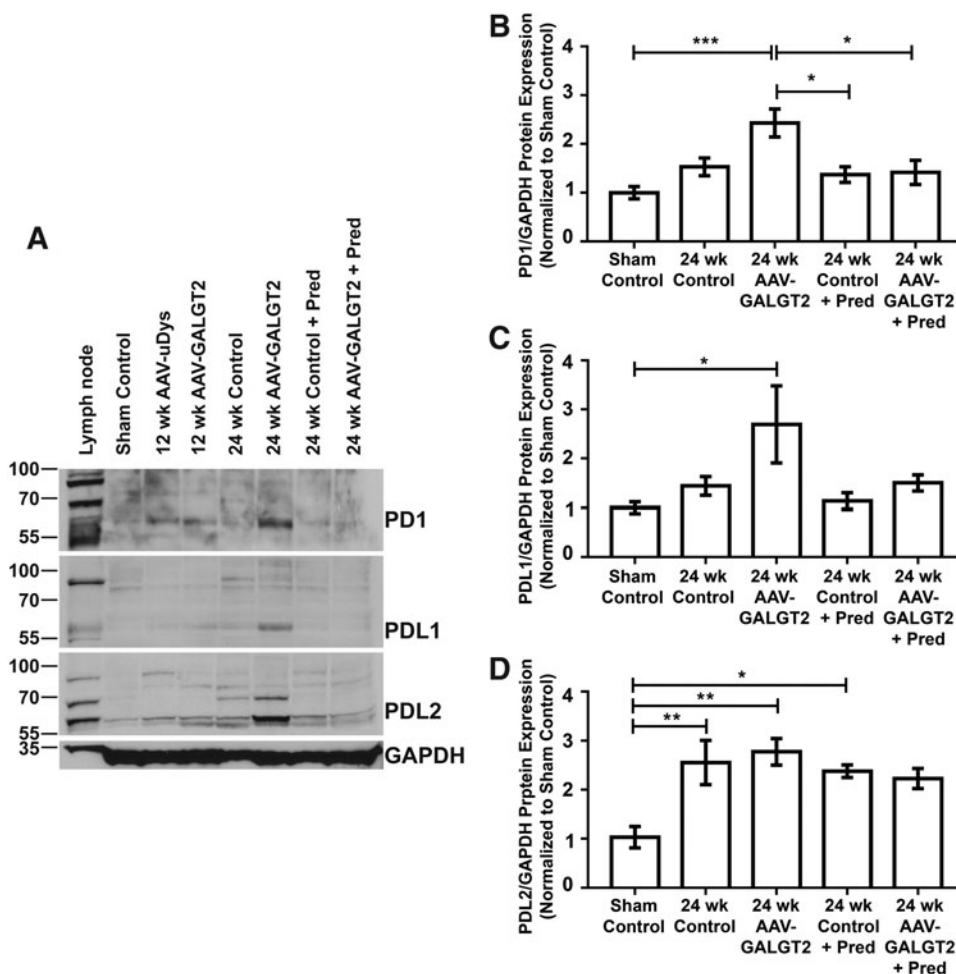 A
Lymph node
Sham Control
12 wk AAV-uDys
12 wk AAV-GALGT2
24 wk Control
24 wk AAV-GALGT2
24 wk Control + Pred
24 wk AAV-GALGT2 + Pred
100
70
55
PD1
100
70
55
PDL1
100
70
55
PDL2
35
GAPDH
B
PD1/GAPDH Protein Expression
(Normalized to Sham Control)
4
3
2
1
0
***
*
*
Sham
Control
24 wk
Control
24 wk
AAV-
GALGT2
24 wk
Control
+ Pred
24 wk
AAV-
GALGT2
+ Pred
C
PDL1/GAPDH Protein Expression
(Normalized to Sham Control)
4
3
2
1
0
*
Sham
Control
24 wk
Control
24 wk
AAV-
GALGT2
24 wk
Control
+ Pred
24 wk
AAV-
GALGT2
+ Pred
D
PDL2/GAPDH Prptein Expression
(Normalized to Sham Control)
4
3
2
1
0
*
**
**
Sham
Control
24 wk
Control
24 wk
AAV-
GALGT2
24 wk
Control
+ Pred
24 wk
AAV-
GALGT2
+ Pred